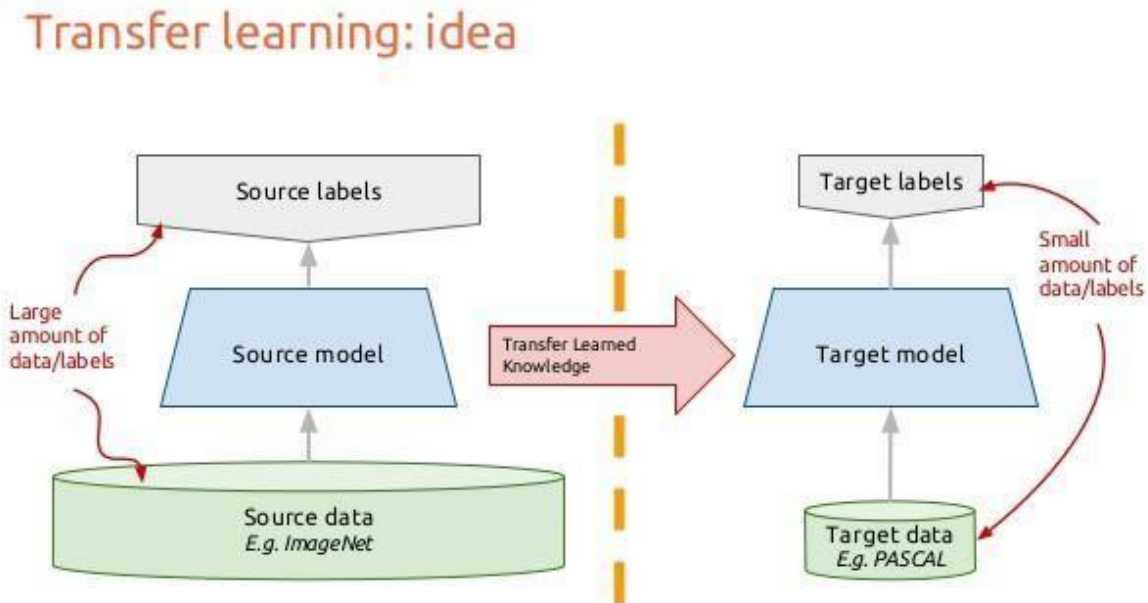 Transfer learning: idea
Source labels
Large
amount of
data/labels
Source model
Source data
E.g. ImageNet
Transfer Learned
Knowledge
Target labels
Small
amount of
data/labels
Target model
Target data
E.g. PASCAL